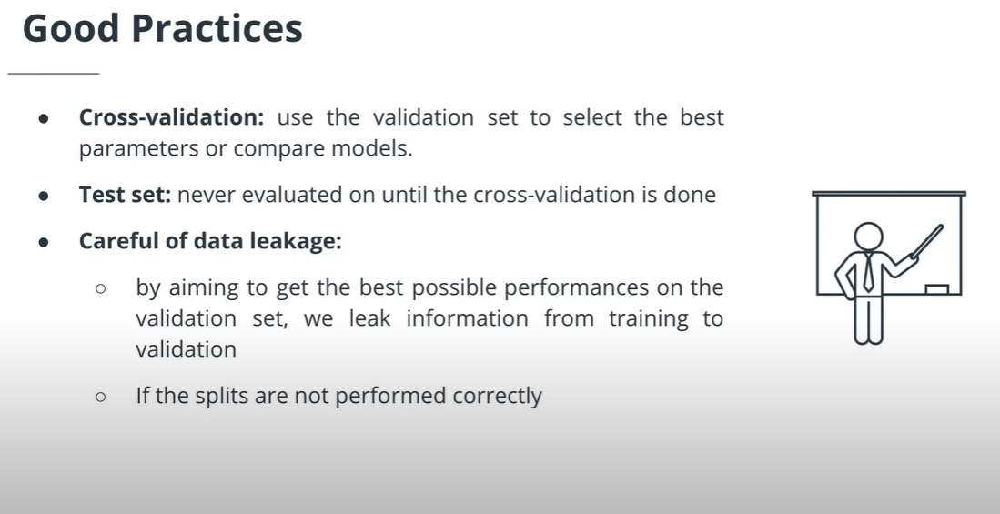 Good Practices
● Cross-validation: use the validation set to select the best
parameters or compare models.
● Test set: never evaluated on until the cross-validation is done
● Careful of data leakage:
○ by aiming to get the best possible performances on the
validation set, we leak information from training to
validation
○ If the splits are not performed correctly